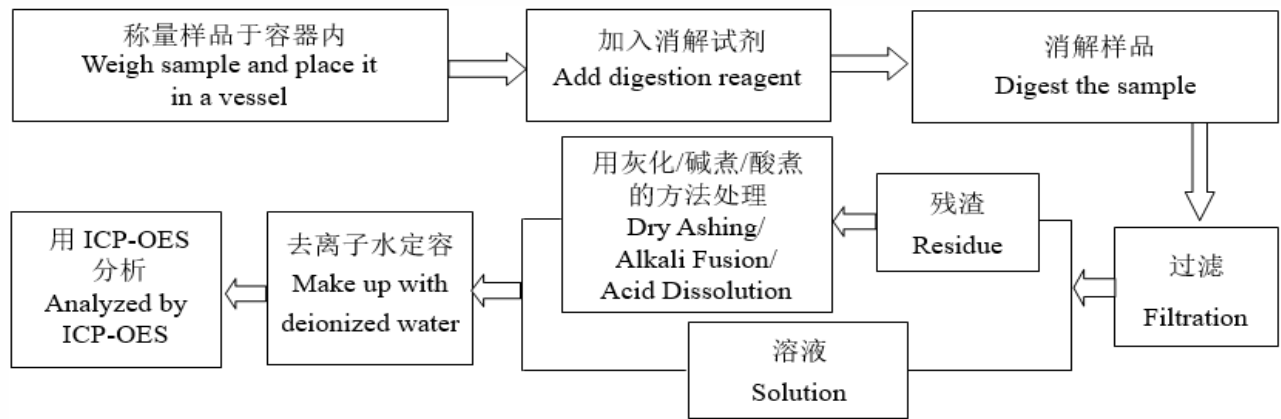 称量样品于容器内
Weigh sample and place it
in a vessel
加入消解试剂
Add digestion reagent
消解样品
Digest the sample
过滤
Filtration
残渣
Residue
用灰化/碱煮/酸煮
的方法处理
Dry Ashing/
Alkali Fusion/
Acid Dissolution
溶液
Solution
去离子水定容
Make up with
deionized water
用 ICP-OES
分析
Analyzed by
ICP-OES